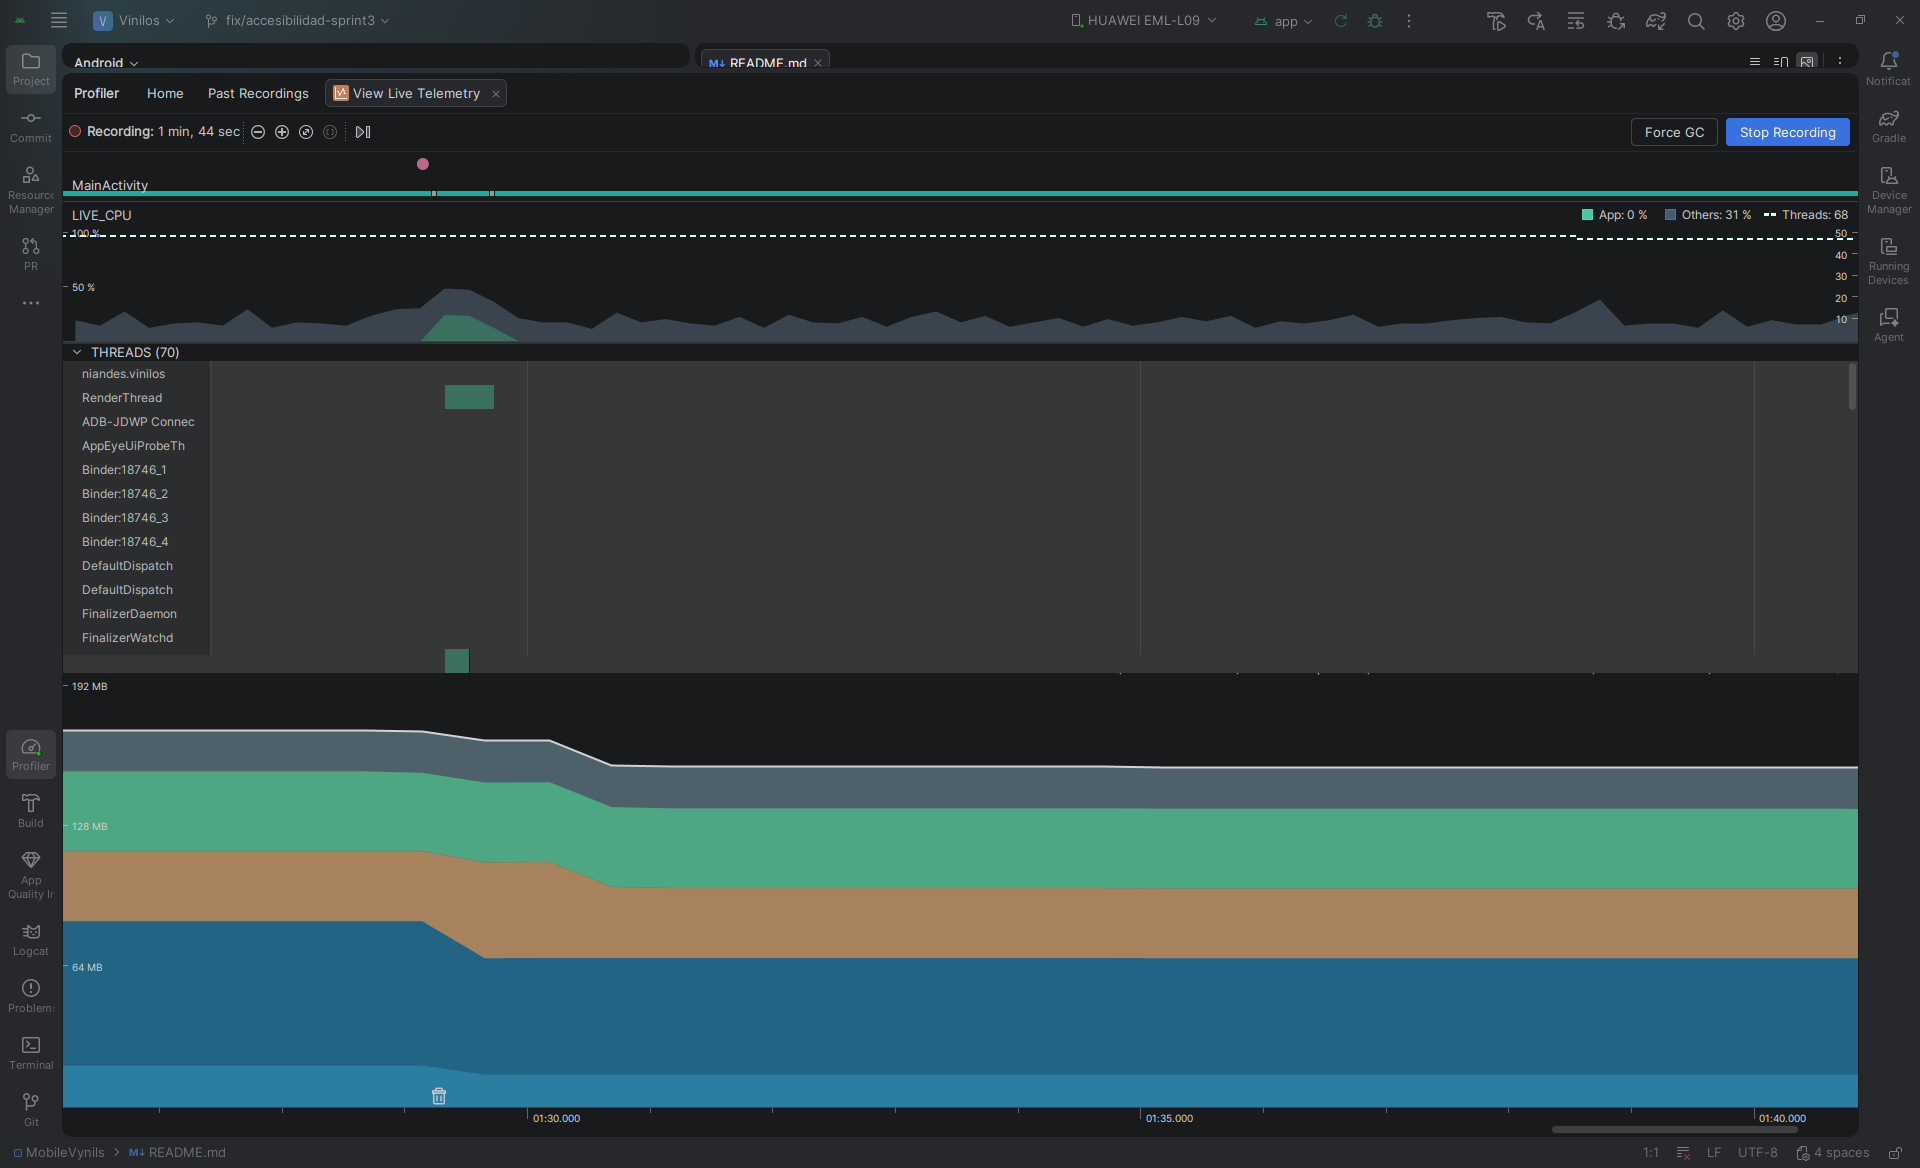 V Vinilos fix/accesibilidad-sprint3 HUAWEI EML-L09 app
Android
README.md
Project
Commit
Resource
Manager
PR
Profiler Home Past Recordings View Live Telemetry
Recording: 1 min, 44 sec Force GC Stop Recording
MainActivity
LIVE_CPU App: 0 % Others: 31 % Threads: 68
100 % 50
40
50 % 30
20
10
THREADS (70)
niandes.vinilos
RenderThread
ADB-JDWP Connec
AppEyeUiProbeTh
Binder:18746_1
Binder:18746_2
Binder:18746_3
Binder:18746_4
DefaultDispatch
DefaultDispatch
FinalizerDaemon
FinalizerWatchd
192 MB
128 MB
64 MB
01:30.000 01:35.000 01:40.000
Profiler
Build
App
Quality Ir
Logcat
Problem
Terminal
Git
Notificat
Gradle
Device
Manager
Running
Devices
Agent
MobileVynils README.md 1:1 LF UTF-8 4 spaces